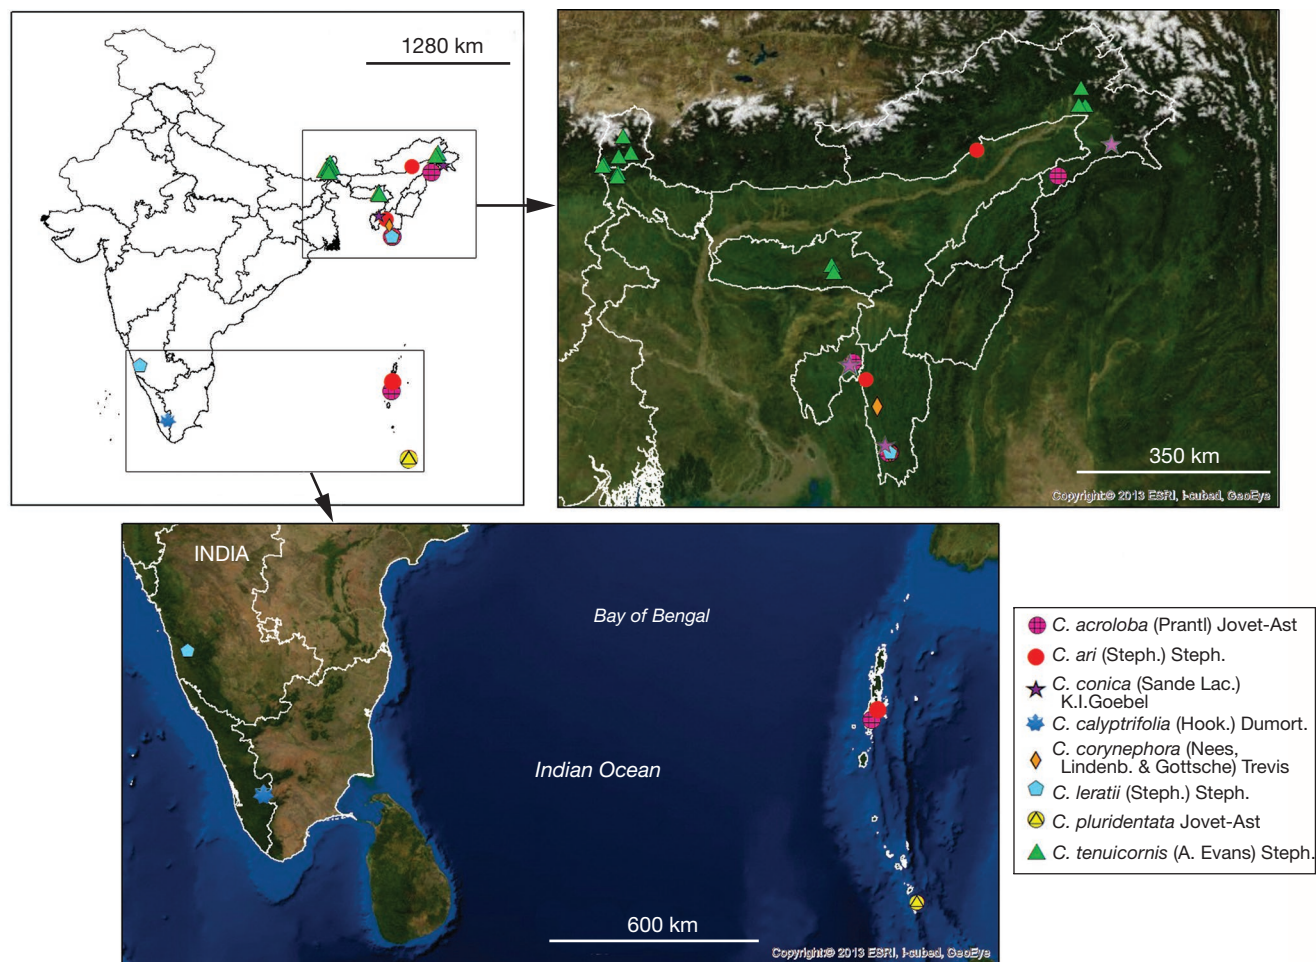 1280 km
350 km
Copyright:© 2013 ESRI, i-cubed, GeoEye
INDIA
Bay of Bengal
Indian Ocean
600 km
Copyright:© 2013 ESRI, i-cubed, GeoEye
C. acroloba (Prantl) Jovet-Ast
C. ari (Steph.) Steph.
C. conica (Sande Lac.)
K.I.Goebel
C. calyptrifolia (Hook.) Dumort.
C. corynephora (Nees,
Lindenb. & Gottsche) Trevis
C. leratii (Steph.) Steph.
C. pluridentata Jovet-Ast
C. tenuicornis (A. Evans) Steph.